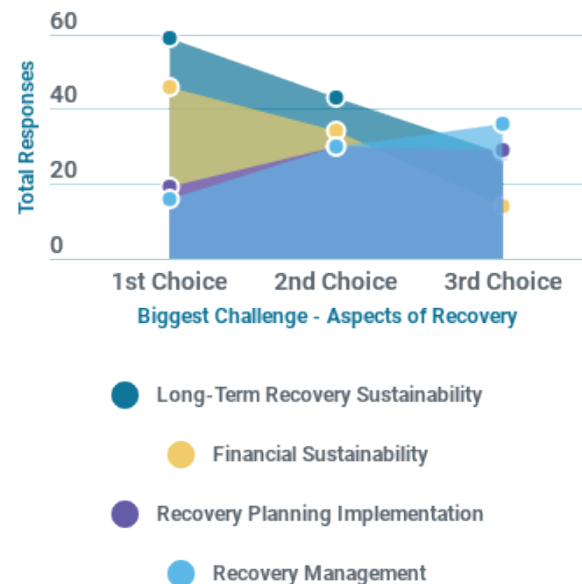 60
40
20
0
Total Responses
1st Choice
2nd Choice
3rd Choice
Biggest Challenge - Aspects of Recovery
Long-Term Recovery Sustainability
Financial Sustainability
Recovery Planning Implementation
Recovery Management